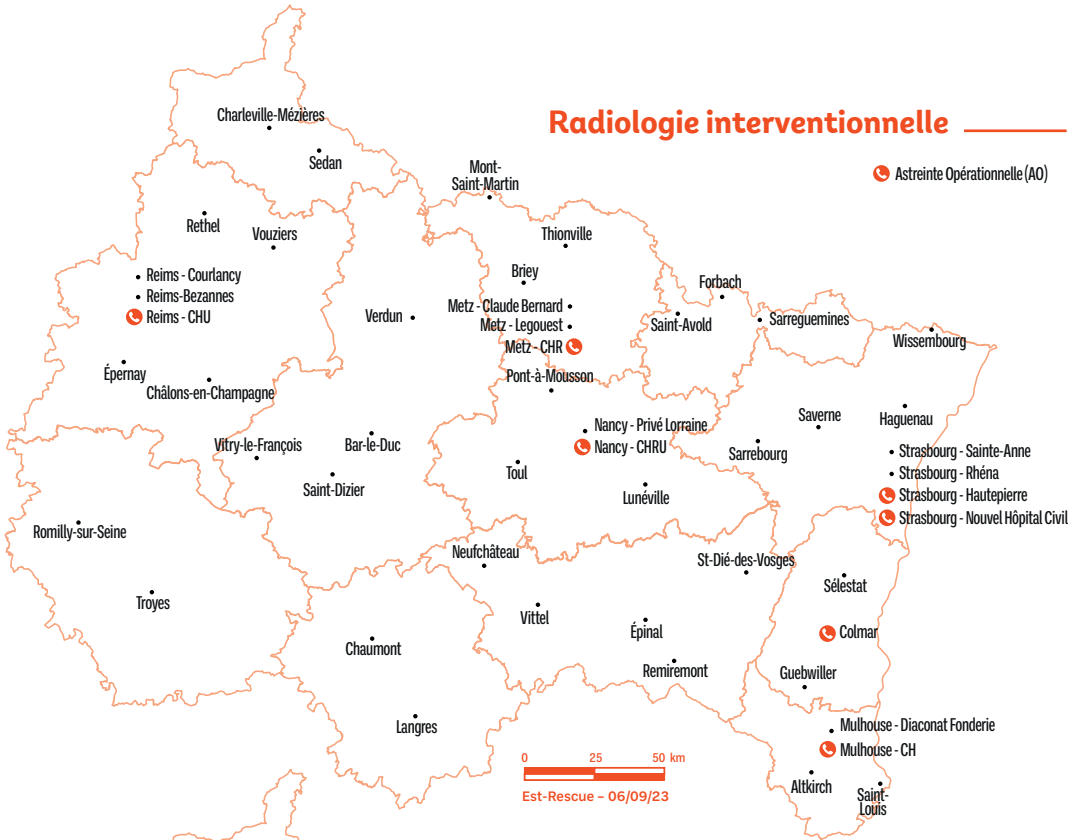 Radiologie interventionnelle
Astreinte Opérationnelle (AO)
Charleville-Mézières
Sedan
Mont-
Saint-Martin
Rethel
Vouziers
Thionville
Reims - Courlancy
Reims-Bezannes
Reims - CHU
Briey
Forbach
Metz - Claude Bernard
Metz - Legouest
Metz - CHR
Verdun
Saint-Avold
Sarreguemines
Wissembourg
Épernay
Châlons-en-Champagne
Pont-à-Mousson
Nancy - Privé Lorraine
Nancy - CHRU
Saverne
Haguenau
Vitry-le-François
Bar-le-Duc
Sarrebourg
Strasbourg - Sainte-Anne
Strasbourg - Rhéna
Strasbourg - Hautepierre
Strasbourg - Nouvel Hôpital Civil
Saint-Dizier
Toul
Lunéville
Romilly-sur-Seine
Neufchâteau
St-Dié-des-Vosges
Sélestat
Troyes
Vittel
Épinal
Colmar
Chaumont
Remiremont
Guebwiller
Langres
Mulhouse - Diaconat Fonderie
Mulhouse - CH
Altkirch
Saint-
Louis
0 25 50 km
Est-Rescue – 06/09/23